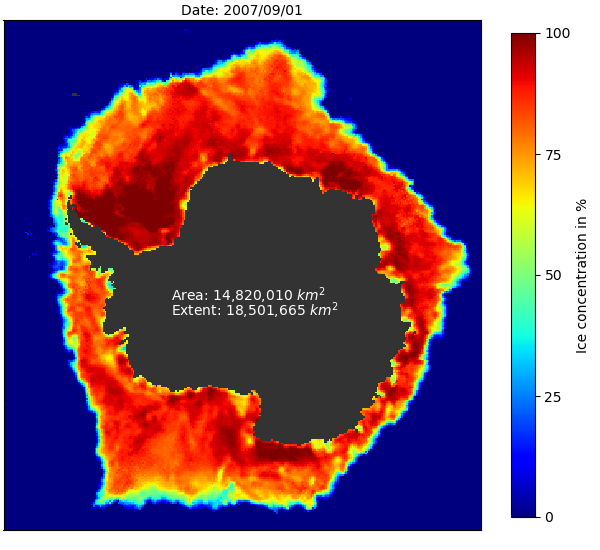 Date: 2007/09/01
Area: 14,820,010 km²
Extent: 18,501,665 km²
100
75
50
25
0
Ice concentration in %